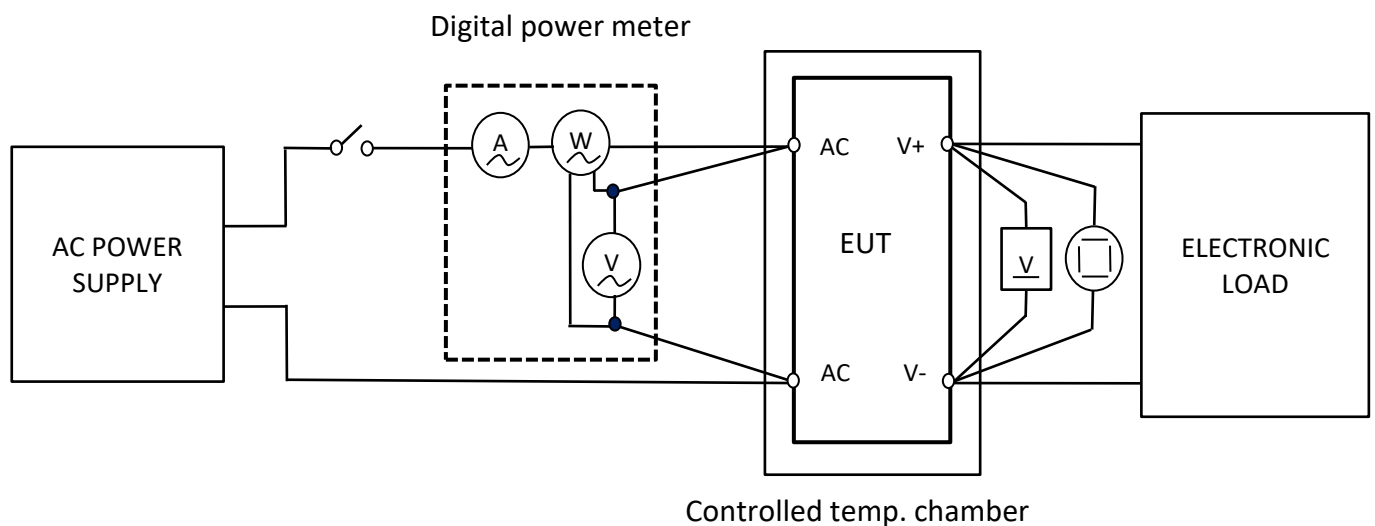 Digital power meter
A
W
AC
V+
AC POWER
SUPPLY
V
EUT
V
ELECTRONIC
LOAD
AC
V-
Controlled temp. chamber